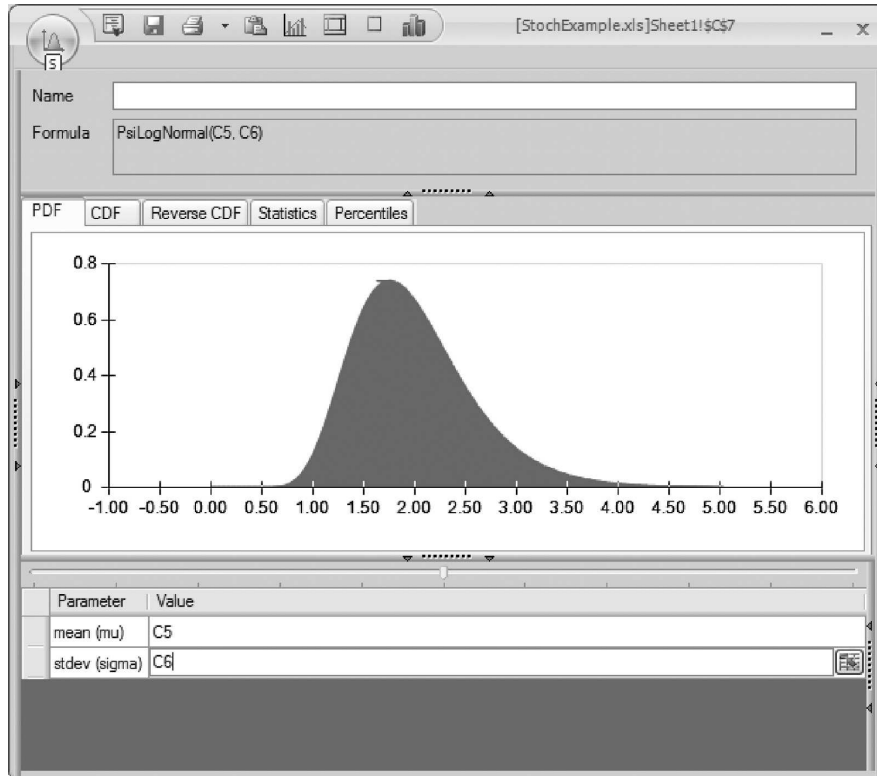 [StochExample.xls]Sheet1!$C$7
S
Name
Formula PsiLogNormal(C5, C6)
PDF CDF Reverse CDF Statistics Percentiles
0.8
0.6
0.4
0.2
0
-1.00 -0.50 0.00 0.50 1.00 1.50 2.00 2.50 3.00 3.50 4.00 4.50 5.00 5.50 6.00
Parameter Value
mean (mu) C5
stdev (sigma) C6